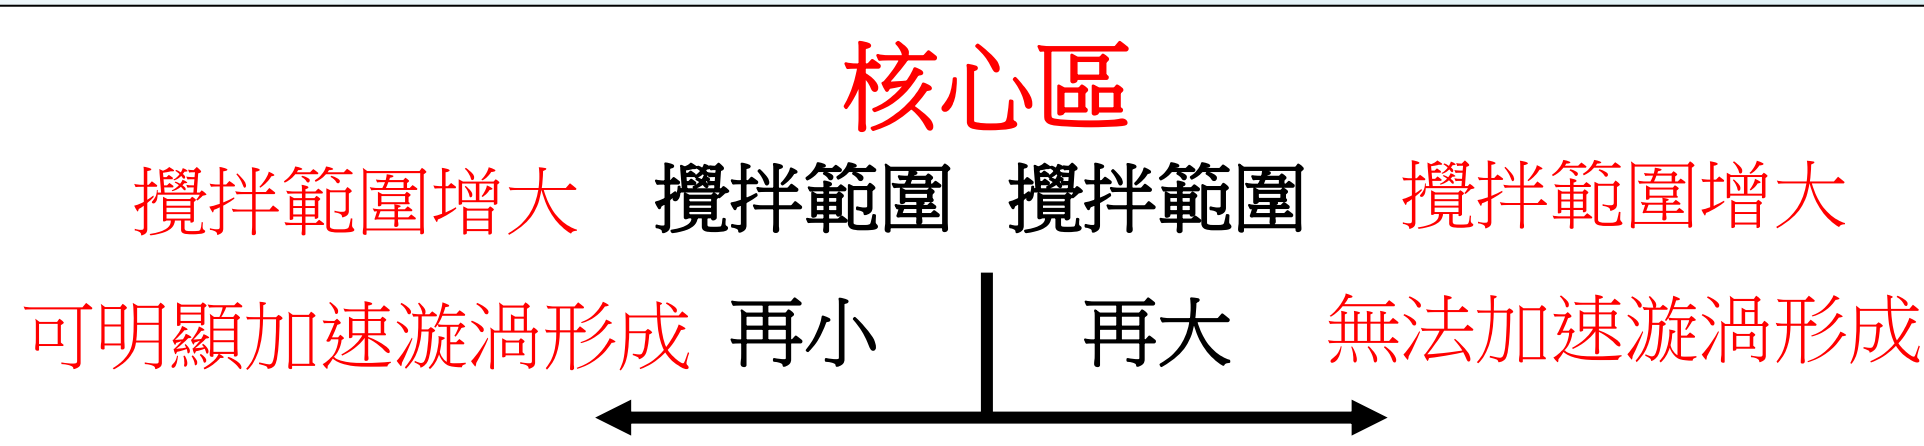 核心區
攪拌範圍增大 攪拌範圍 攪拌範圍 攪拌範圍增大
可明顯加速漩渦形成 再小 再大 無法加速漩渦形成